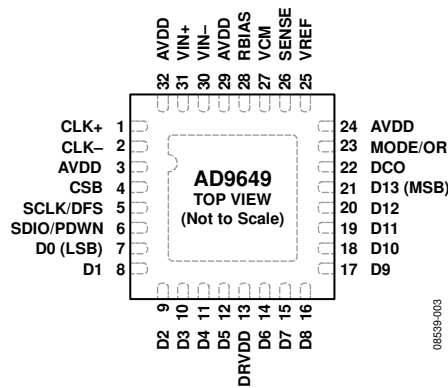 AVDD
VIN+
VIN–
AVDD
RBIAS
VCM
SENSE
VREF
32
31
30
29
28
27
26
25
CLK+ 1
CLK– 2
AVDD 3
CSB 4
SCLK/DFS 5
SDIO/PDWN 6
D0 (LSB) 7
D1 8
AD9649
TOP VIEW
(Not to Scale)
24 AVDD
23 MODE/OR
22 DCO
21 D13 (MSB)
20 D12
19 D11
18 D10
17 D9
9
10
11
12
13
14
15
16
D2
D3
D4
D5
DRVDD
D6
D7
D8
08539-003